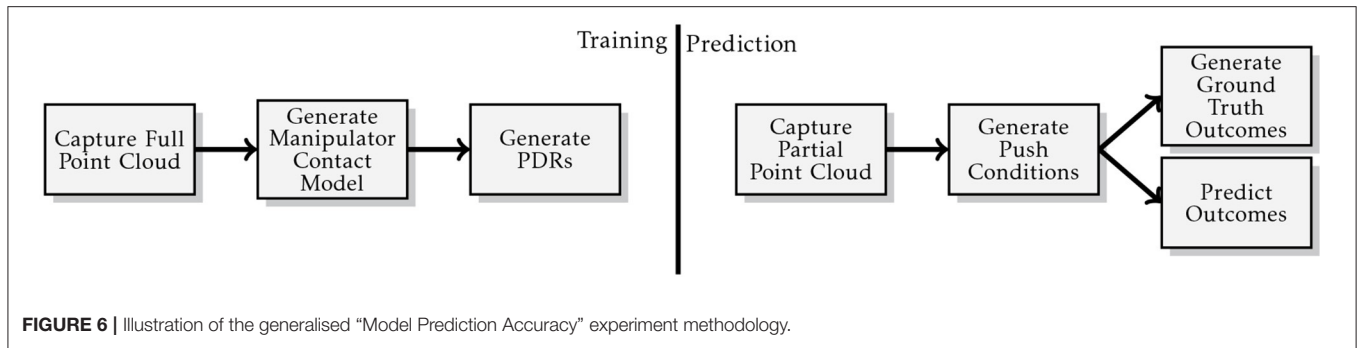 Training
Prediction
Capture Full
Point Cloud
Generate
Manipulator
Contact
Model
Generate
PDRs
Capture
Partial
Point Cloud
Generate
Push
Conditions
Generate
Ground
Truth
Outcomes
Predict
Outcomes
FIGURE 6 | Illustration of the generalised “Model Prediction Accuracy” experiment methodology.